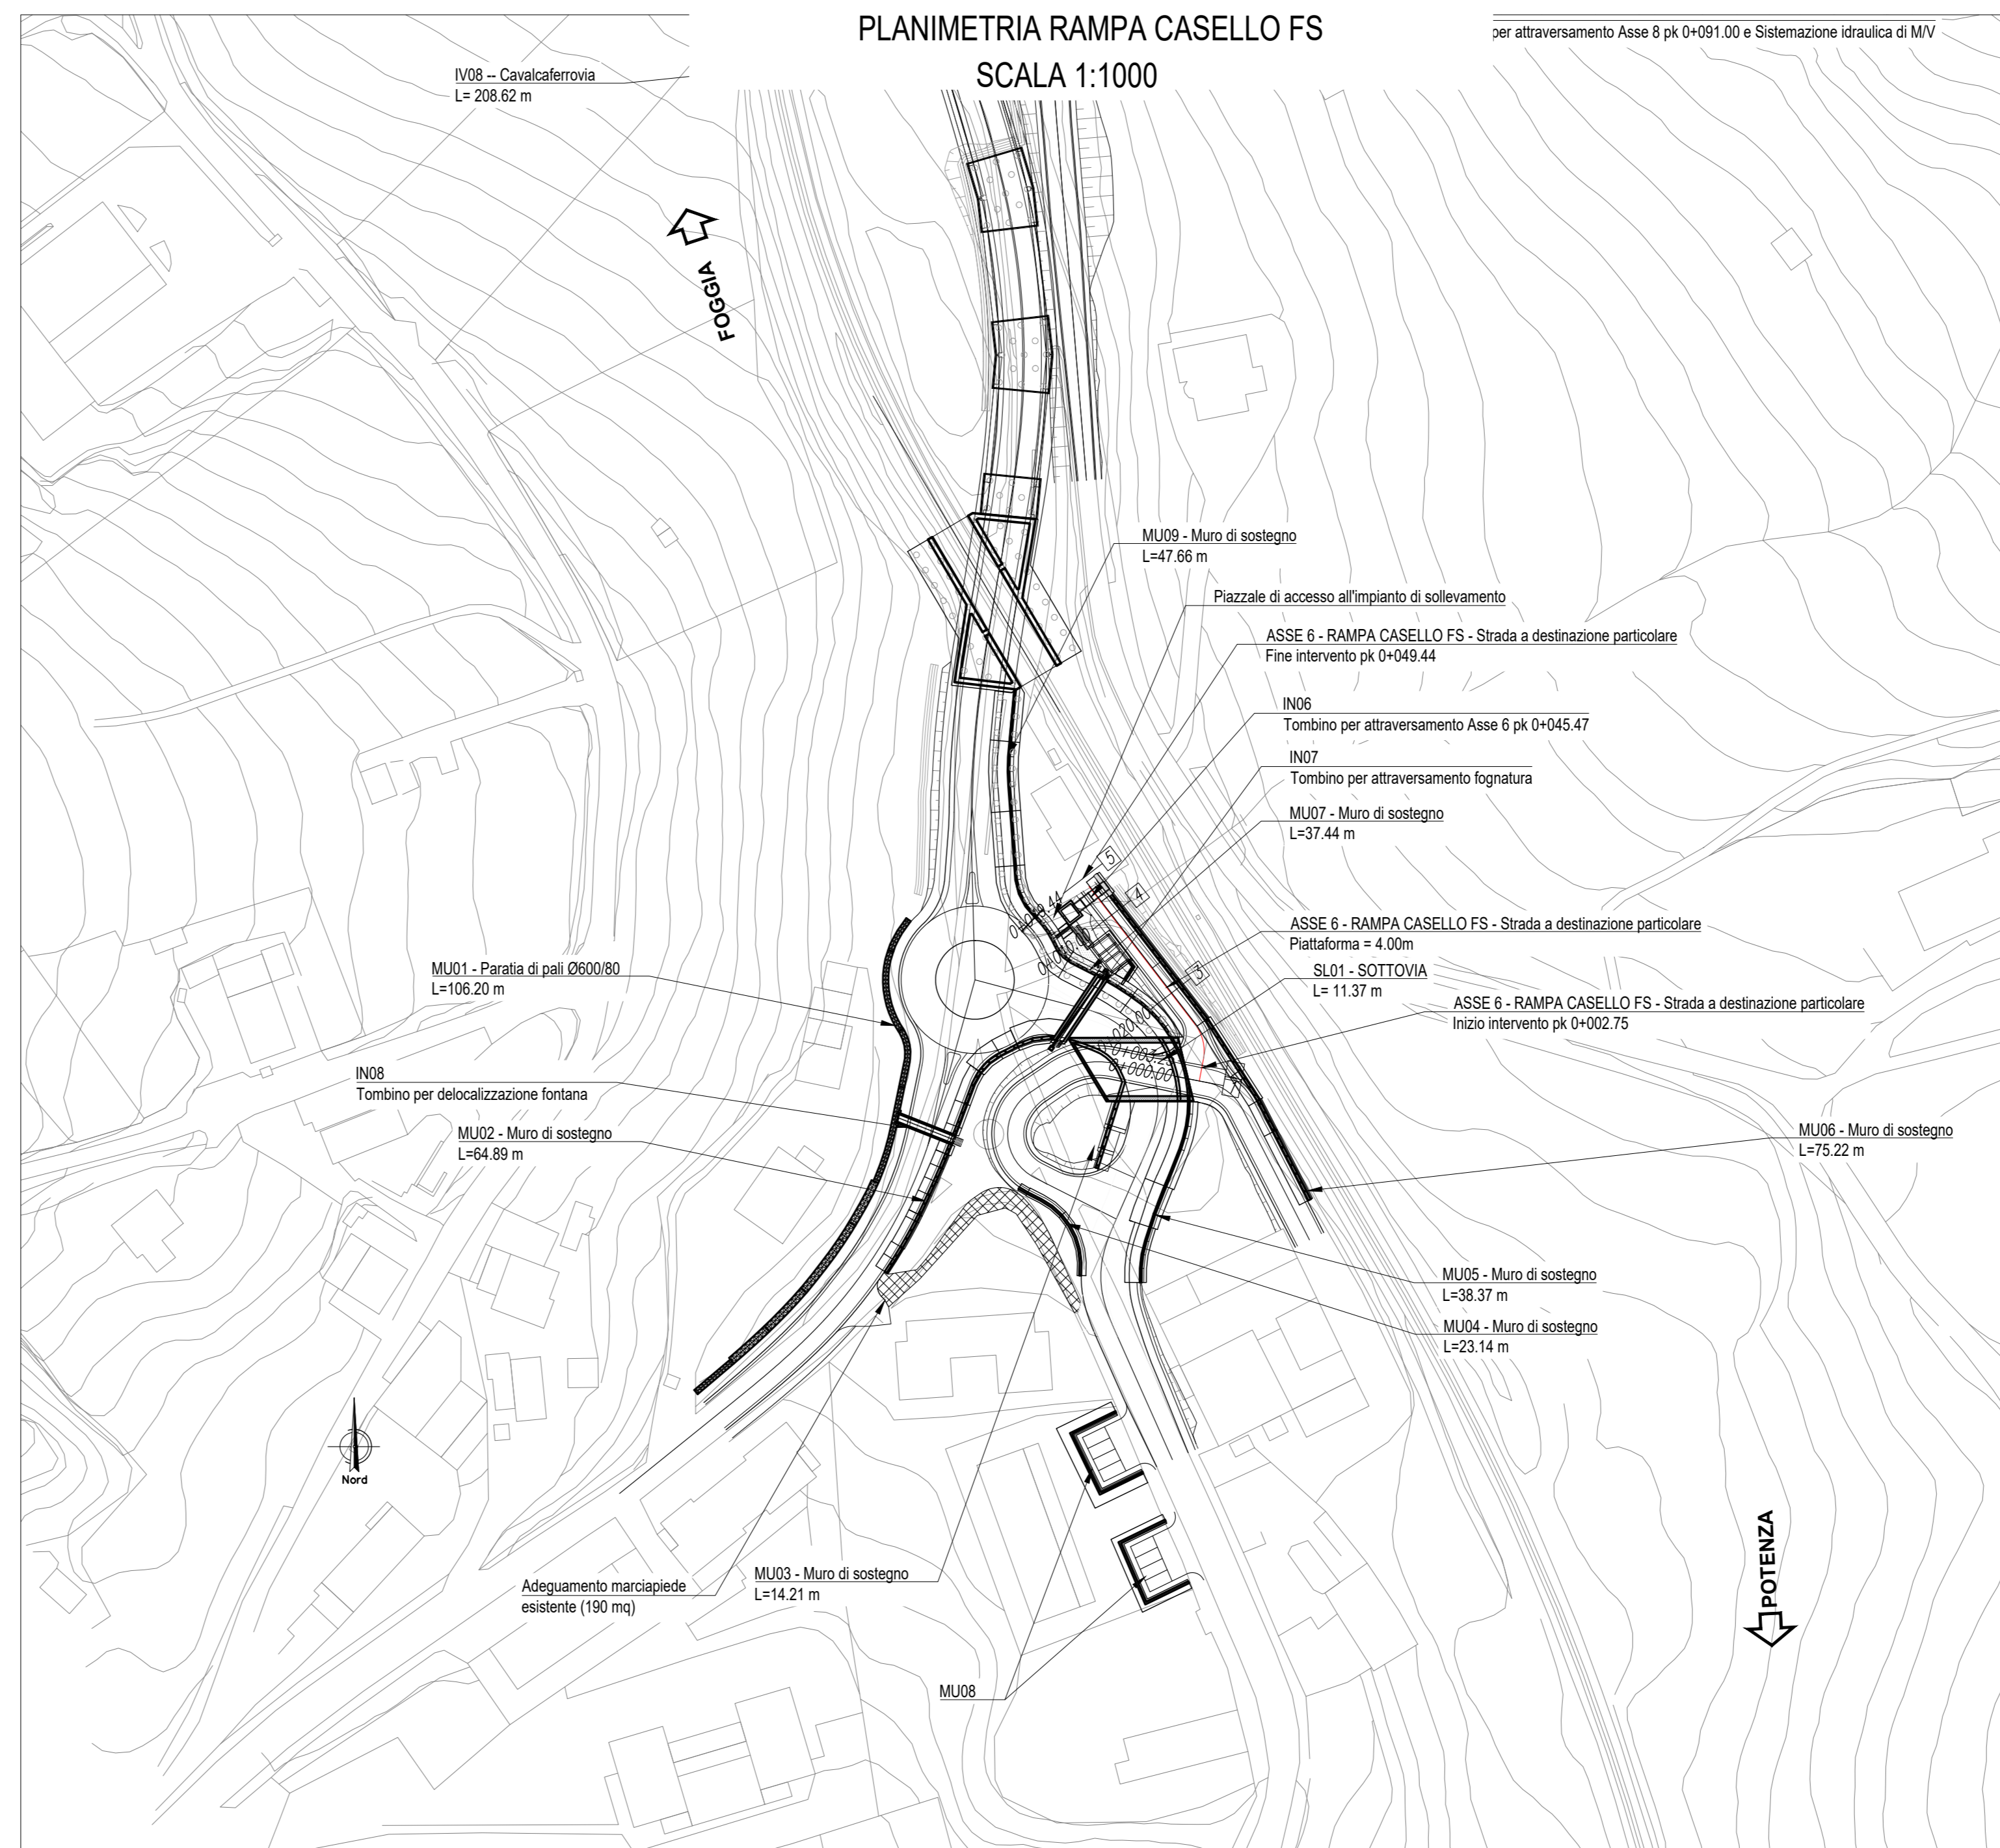 PLANIMETRIA RAMPA CASELLO FS
SCALA 1:1000
per attraversamento Asse 8 pk 0+091.00 e Sistemazione idraulica di M/V
IV08 -- Cavalcaferrovia
L= 208.62 m
FOGGIA
MU09 - Muro di sostegno
L=47.66 m
Piazzale di accesso all'impianto di sollevamento
ASSE 6 - RAMPA CASELLO FS - Strada a destinazione particolare
Fine intervento pk 0+049.44
IN06
Tombino per attraversamento Asse 6 pk 0+045.47
IN07
Tombino per attraversamento fognatura
MU07 - Muro di sostegno
L=37.44 m
5
4
ASSE 6 - RAMPA CASELLO FS - Strada a destinazione particolare
Piattaforma = 4.00m
3
SL01 - SOTTOVIA
L= 11.37 m
MU01 - Paratia di pali Ø600/80
L=106.20 m
ASSE 6 - RAMPA CASELLO FS - Strada a destinazione particolare
Inizio intervento pk 0+002.75
0+000.00
IN08
Tombino per delocalizzazione fontana
MU02 - Muro di sostegno
L=64.89 m
MU06 - Muro di sostegno
L=75.22 m
MU05 - Muro di sostegno
L=38.37 m
MU04 - Muro di sostegno
L=23.14 m
Nord
POTENZA
Adeguamento marciapiede
esistente (190 mq)
MU03 - Muro di sostegno
L=14.21 m
MU08